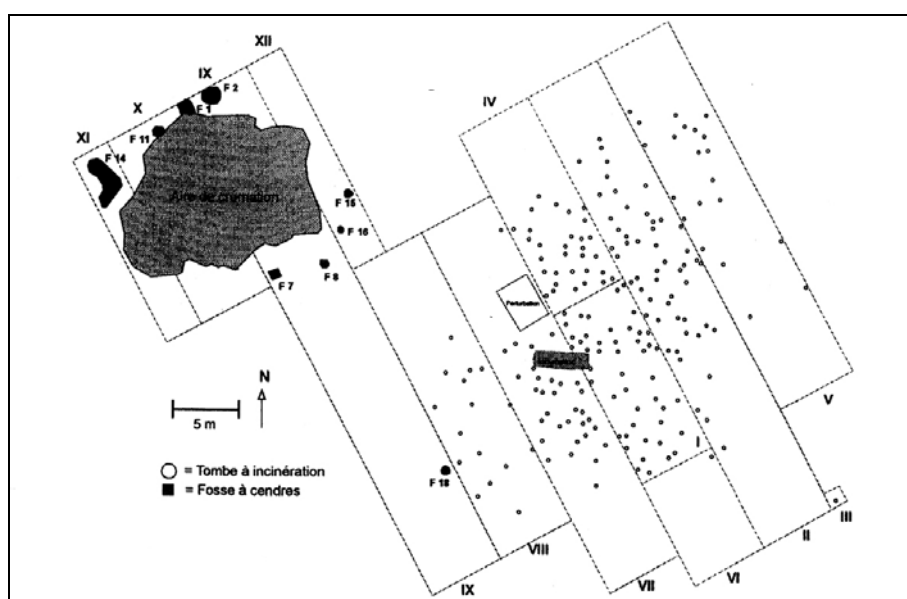 XII
IX
F 2
X
F 1
XI
F 11
F 14
Aire de crémation
F 15
F 16
F 8
F 7
IV
Perturbation
N
5 m
○ = Tombe à incinération
■ = Fosse à cendres
F 18
I
V
III
II
VIII
IX
VII
VI